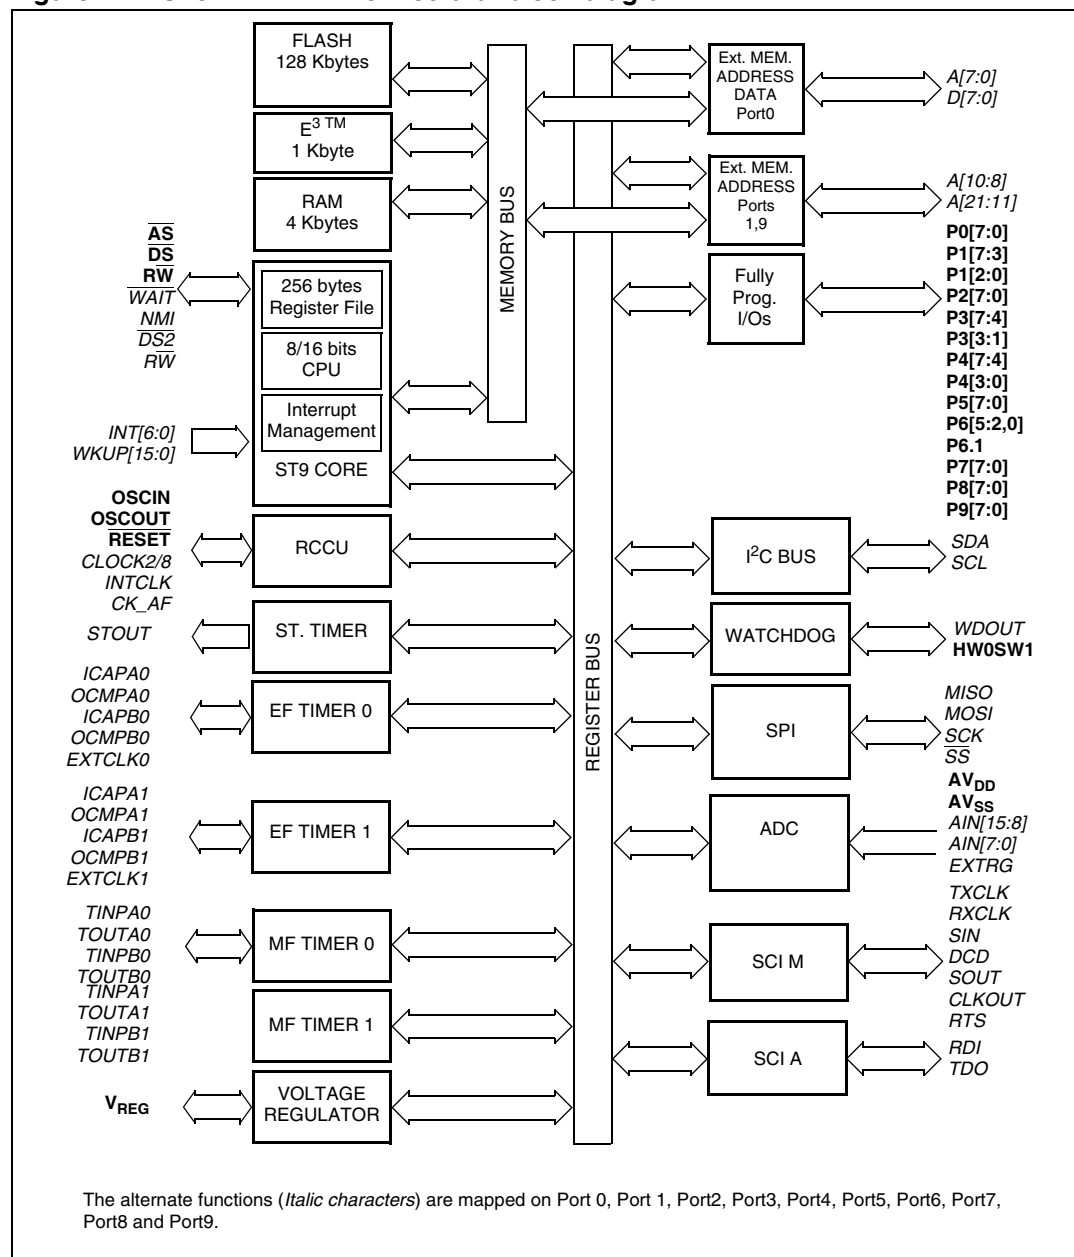 FLASH
128 Kbytes
E3 TM
1 Kbyte
RAM
4 Kbytes
AS
DS
RW
WAIT
NMI
DS2
RW
256 bytes
Register File
8/16 bits
CPU
Interrupt
Management
ST9 CORE
INT[6:0]
WKUP[15:0]
OSCIN
OSCOUT
RESET
CLOCK2/8
INTCLK
CK_AF
RCCU
STOUT
ST. TIMER
ICAPA0
OCMPA0
ICAPB0
OCMPB0
EXTCLK0
EF TIMER 0
ICAPA1
OCMPA1
ICAPB1
OCMPB1
EXTCLK1
EF TIMER 1
TINPA0
TOUTA0
TINPB0
TOUTB0
MF TIMER 0
TINPA1
TOUTA1
TINPB1
TOUTB1
MF TIMER 1
VREG
VOLTAGE
REGULATOR
MEMORY BUS
REGISTER BUS
Ext. MEM.
ADDRESS
DATA
Port0
A[7:0]
D[7:0]
Ext. MEM.
ADDRESS
Ports
1,9
A[10:8]
A[21:11]
Fully
Prog.
I/Os
P0[7:0]
P1[7:3]
P1[2:0]
P2[7:0]
P3[7:4]
P3[3:1]
P4[7:4]
P4[3:0]
P5[7:0]
P6[5:2,0]
P6.1
P7[7:0]
P8[7:0]
P9[7:0]
I2C BUS
SDA
SCL
WATCHDOG
WDOUT
HW0SW1
SPI
MISO
MOSI
SCK
SS
ADC
AVDD
AVSS
AIN[15:8]
AIN[7:0]
EXTRG
SCI M
TXCLK
RXCLK
SIN
DCD
SOUT
CLKOUT
RTS
SCI A
RDI
TDO
The alternate functions (Italic characters) are mapped on Port 0, Port 1, Port2, Port3, Port4, Port5, Port6, Port7,
Port8 and Port9.